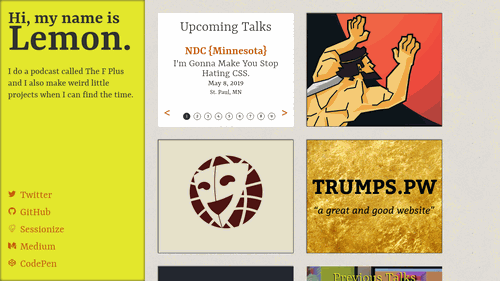 Hi, my name is
Lemon.
I do a podcast called The F Plus
and I also make weird little
projects when I can find the time.
Twitter
GitHub
Sessionize
Medium
CodePen
Upcoming Talks
NDC {Minnesota}
I'm Gonna Make You Stop
Hating CSS.
May 8, 2019
St. Paul, MN
< 1 2 3 4 5 6 7 8 9 >
TRUMPS.PW
"a great and good website"
Previous Talks